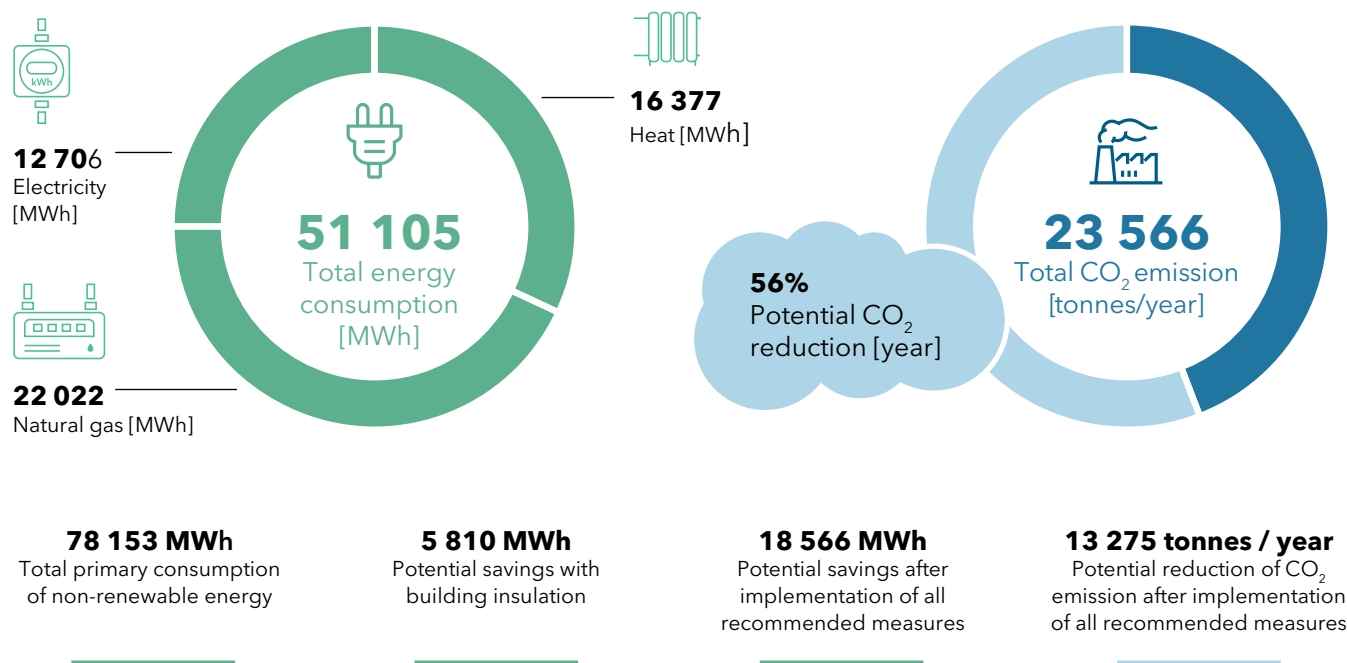 kWh
12 706
Electricity
[MWh]
22 022
Natural gas [MWh]
51 105
Total energy
consumption
[MWh]
16 377
Heat [MWh]
56%
Potential CO₂
reduction [year]
23 566
Total CO₂ emission
[tonnes/year]
78 153 MWh
Total primary consumption
of non-renewable energy
5 810 MWh
Potential savings with
building insulation
18 566 MWh
Potential savings after
implementation of all
recommended measures
13 275 tonnes / year
Potential reduction of CO₂
emission after implementation
of all recommended measures